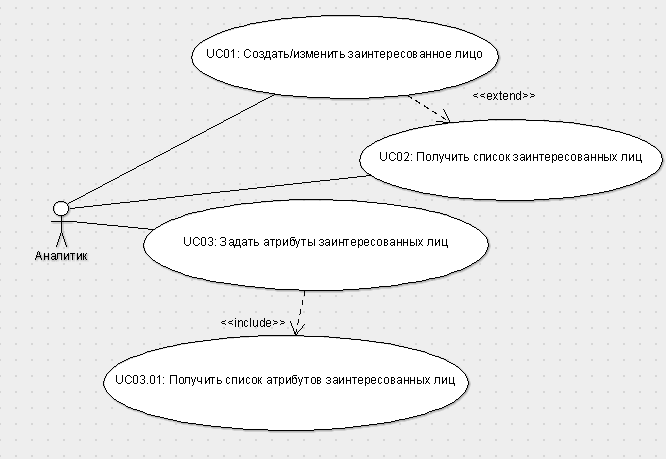 UC01: Создать/изменить заинтересованное лицо
<<extend>>
UC02: Получить список заинтересованных лиц
UC03: Задать атрибуты заинтересованных лиц
Аналитик
<<include>>
UC03.01: Получить список атрибутов заинтересованных лиц